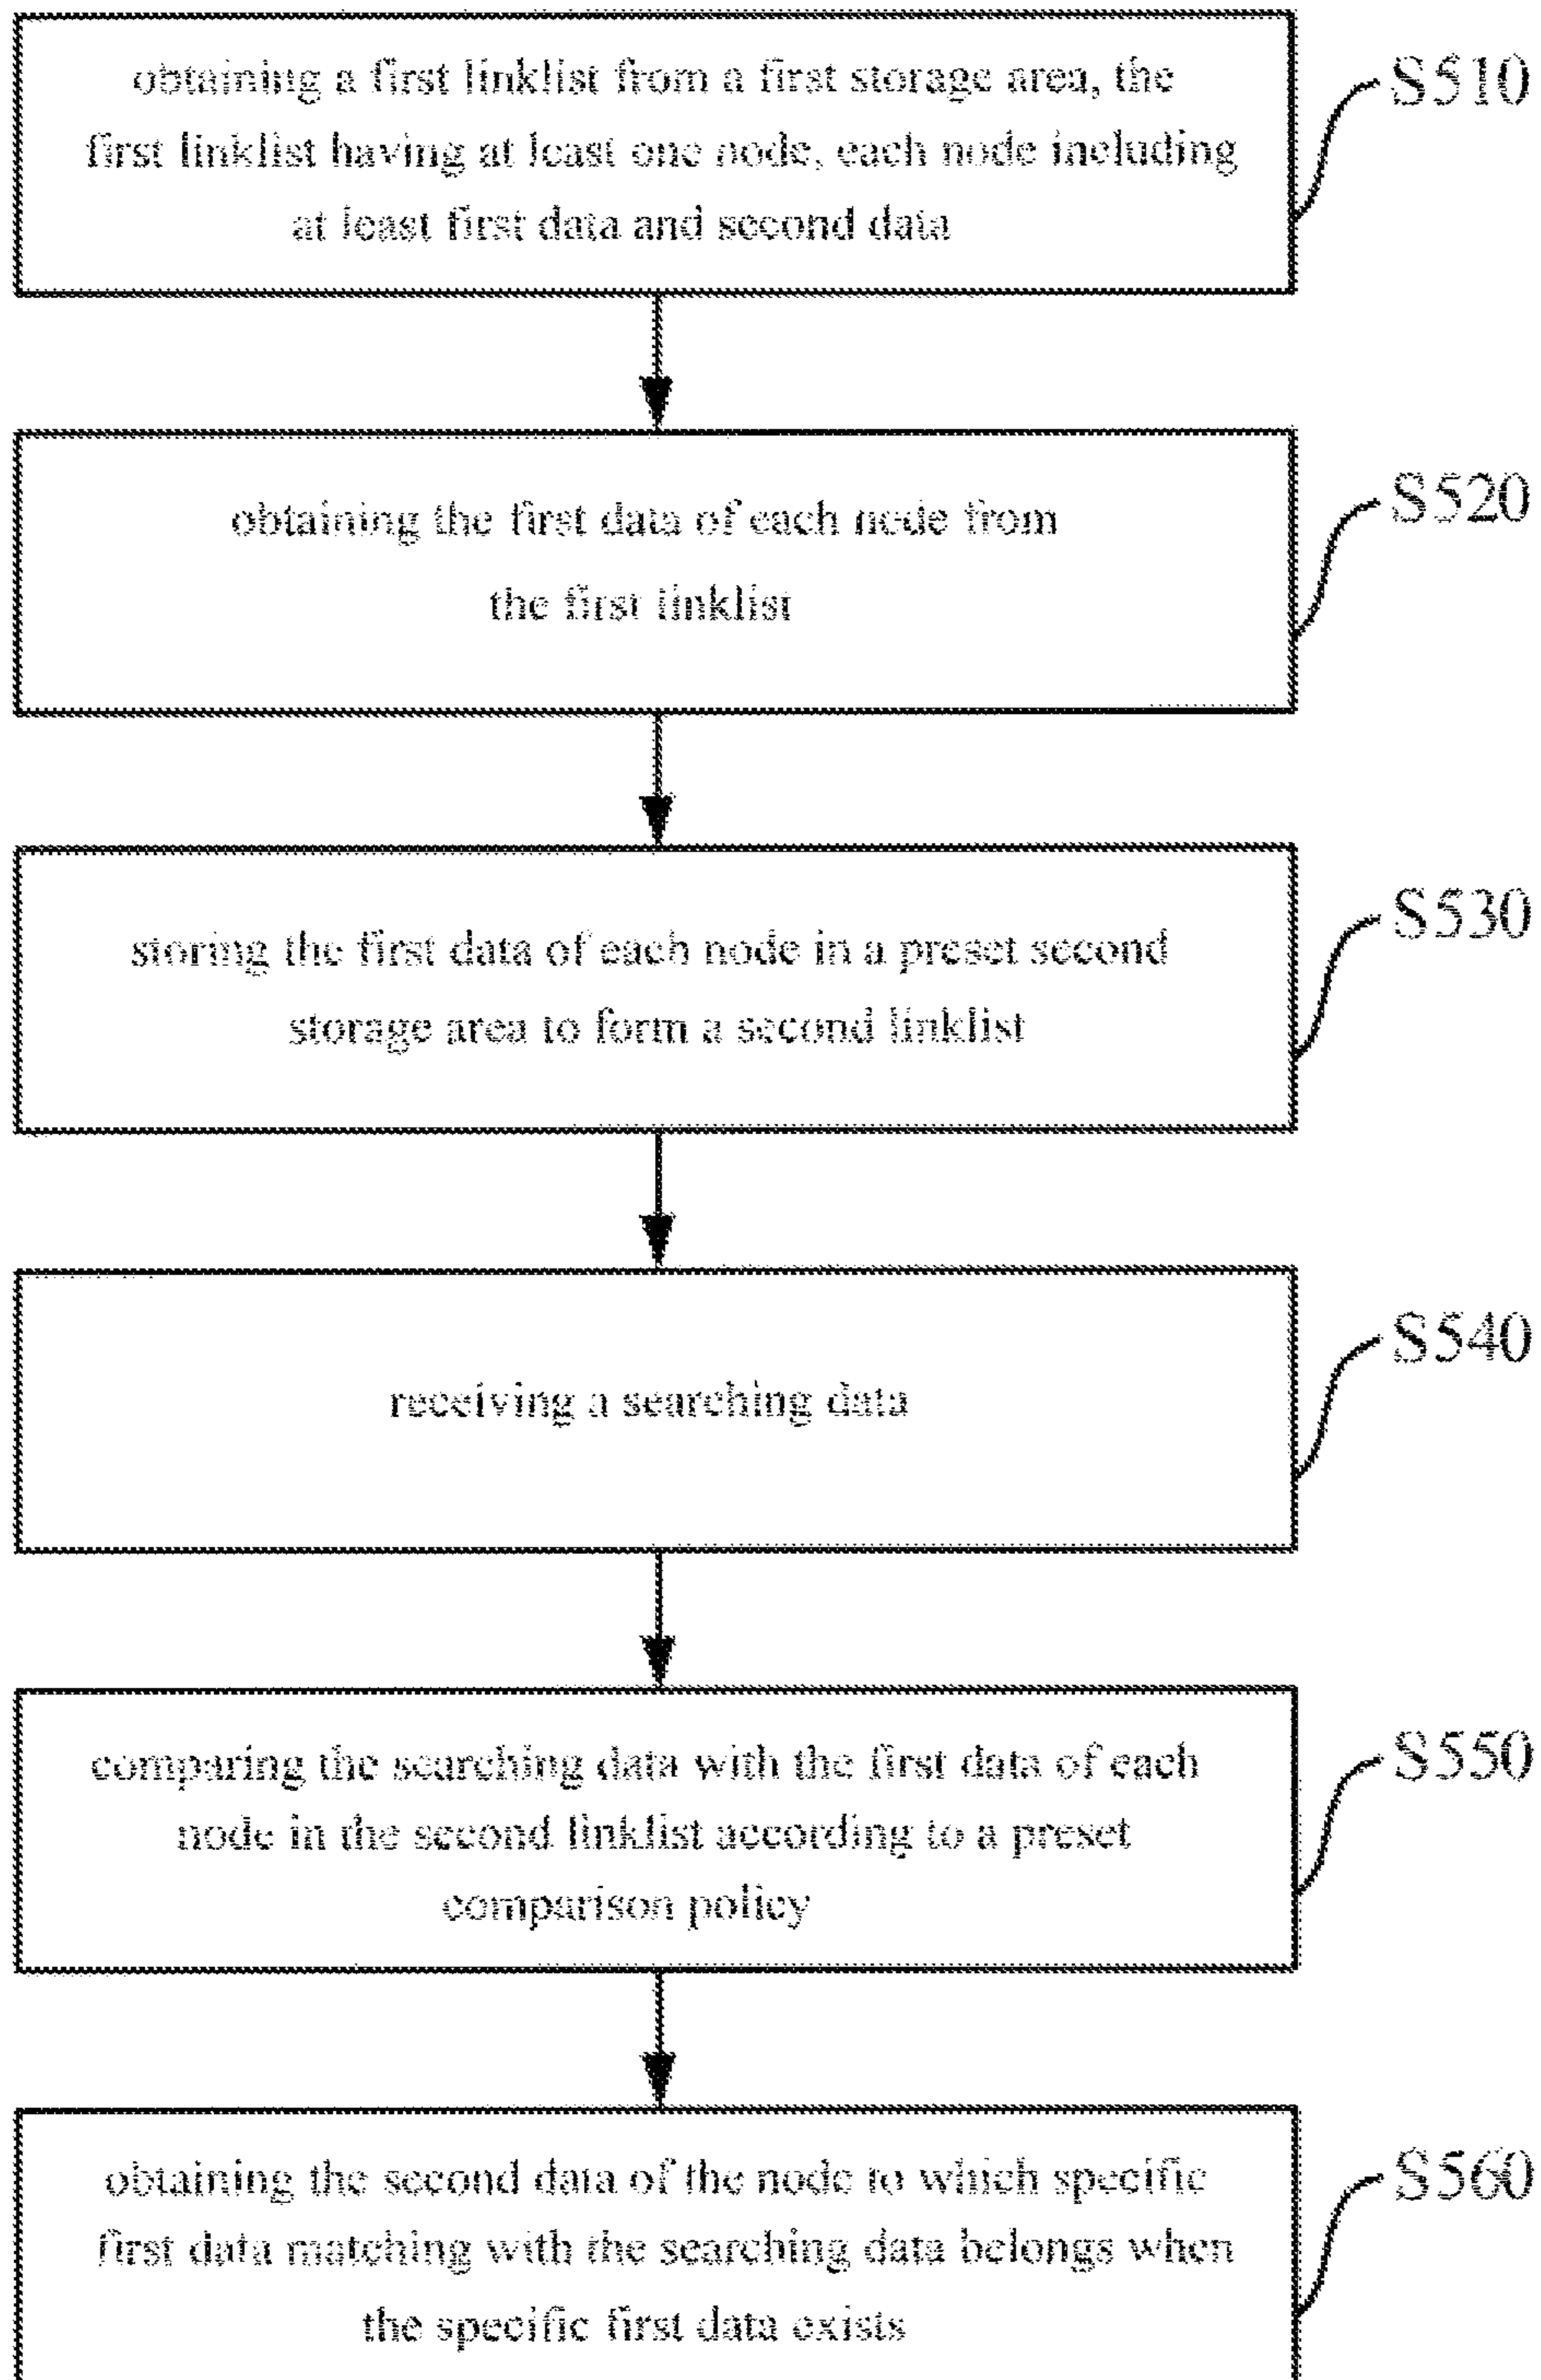 obtaining a first linklist from a first storage area, the
first linklist having at least one node, each node including
at least first data and second data
S510
obtaining the first data of each node from
the first linklist
S520
storing the first data of each node in a preset second
storage area to form a second linklist
S530
receiving a searching data
S540
comparing the searching data with the first data of each
node in the second linklist according to a preset
comparison policy
S550
obtaining the second data of the node to which specific
first data matching with the searching data belongs when
the specific first data exists
S560